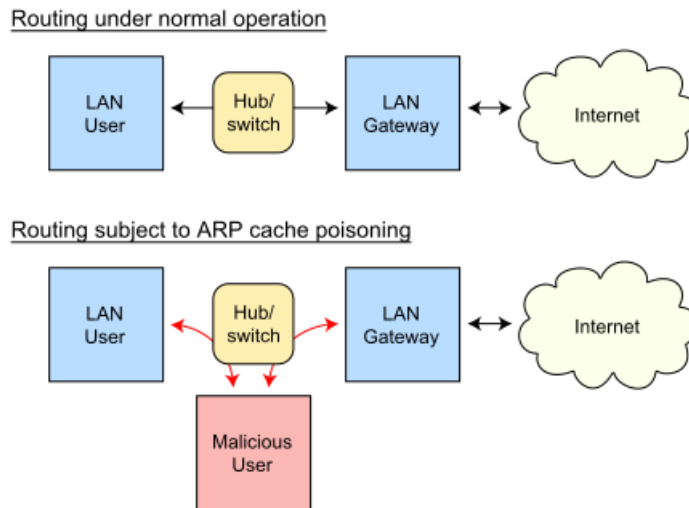 Routing under normal operation
LAN
User
Hub/
switch
LAN
Gateway
Internet
Routing subject to ARP cache poisoning
LAN
User
Hub/
switch
LAN
Gateway
Internet
Malicious
User